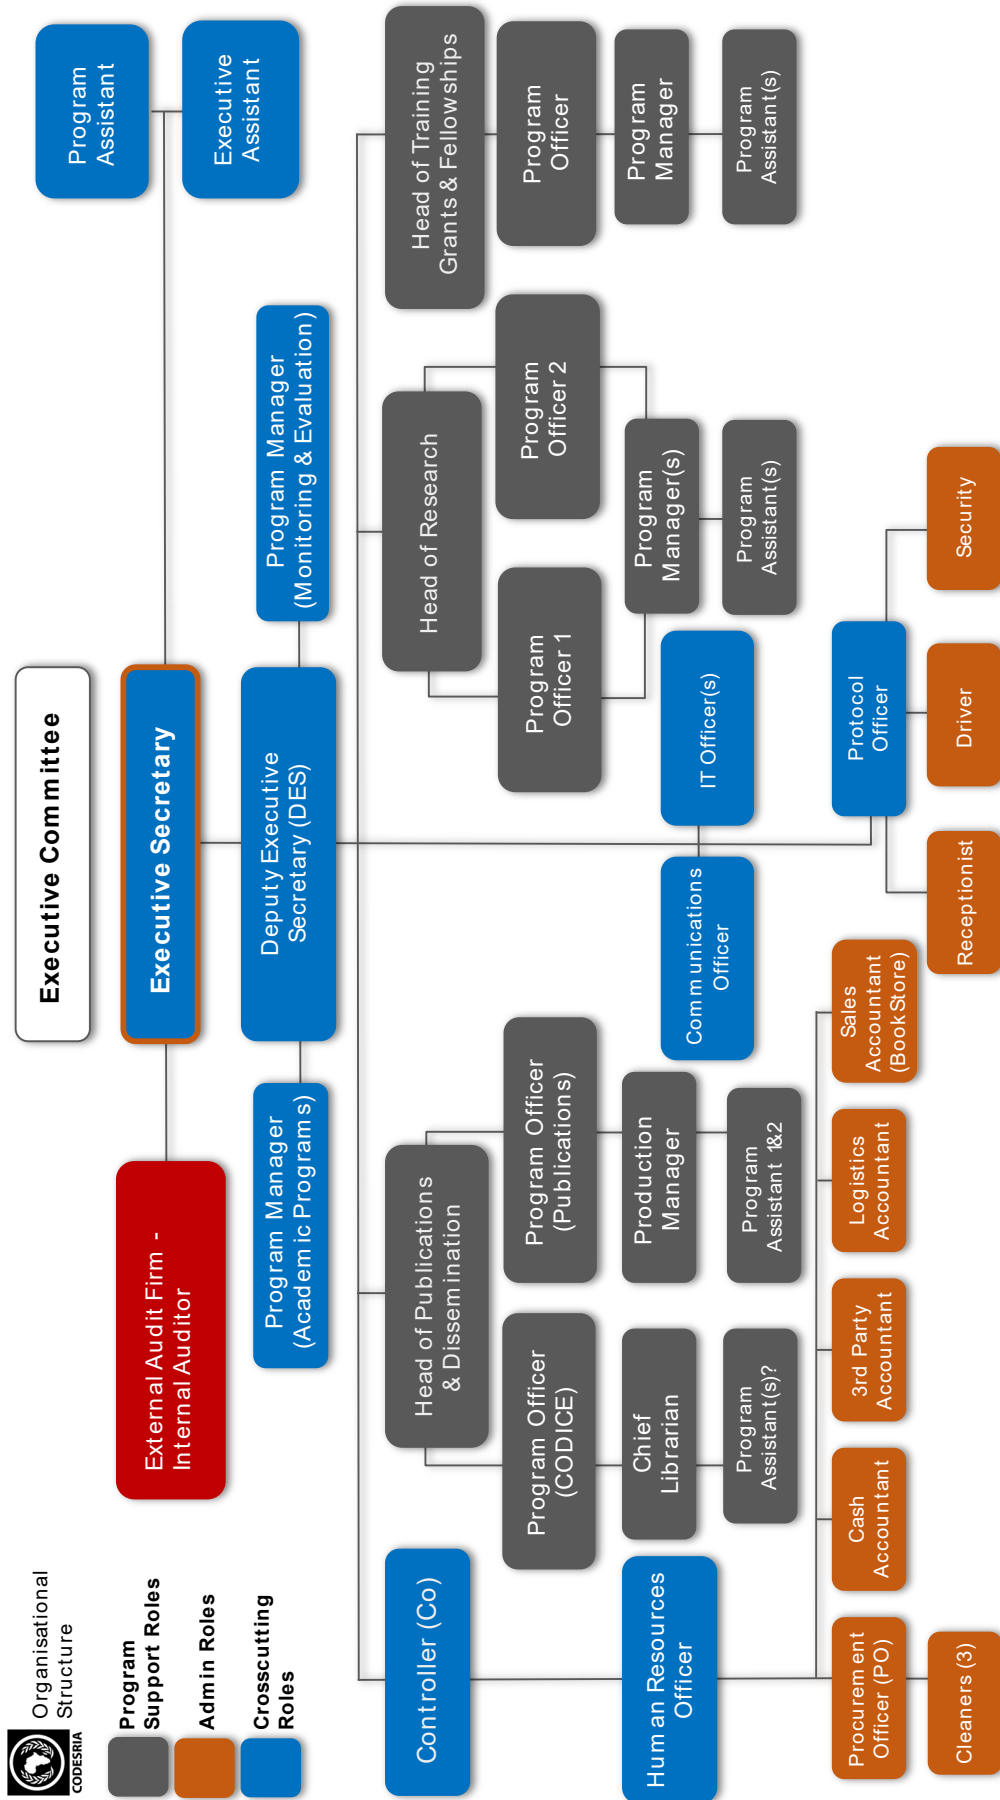 CODESRIA
Organisational
Structure
Program
Support Roles
Admin Roles
Crosscutting
Roles
Executive Committee
External Audit Firm -
Internal Auditor
Executive Secretary
Program
Assistant
Executive
Assistant
Program Manager
(Academic Programs)
Deputy Executive
Secretary (DES)
Program Manager
(Monitoring & Evaluation)
Controller (Co)
Head of Publications
& Dissemination
Head of Research
Head of Training
Grants & Fellowships
Program Officer
(CODICE)
Program Officer
(Publications)
Program
Officer 1
Program
Officer 2
Program
Officer
Human Resources
Officer
Chief
Librarian
Production
Manager
Communications
Officer
IT Officer(s)
Program
Manager(s)
Program
Manager
Program
Assistant(s)?
Program
Assistant 1&2
Program
Assistant(s)
Program
Assistant(s)
Procurement
Officer (PO)
Cash
Accountant
3rd Party
Accountant
Logistics
Accountant
Sales
Accountant
(BookStore)
Protocol
Officer
Cleaners (3)
Receptionist
Driver
Security